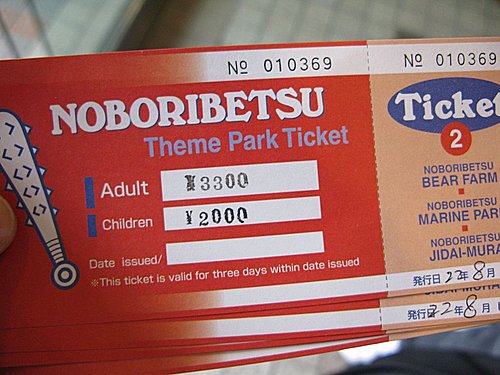 № 010369
NOBORIBETSU
Theme Park Ticket
Adult ¥3300
Children ¥2000
Date issued/
※This ticket is valid for three days within date issued
№ 010369
Ticket
2
NOBORIBETSU
BEAR FARM
NOBORIBETSU
MARINE PAR
NOBORIBETSU
JIDAI-MURA
発行日 22年8月
発行日 22年8月